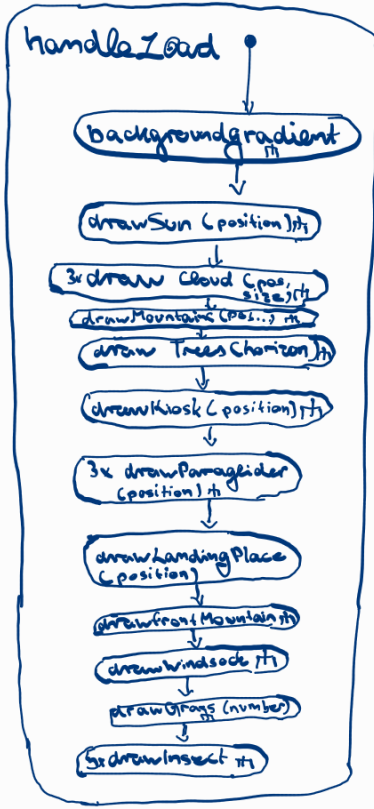 handleLoad
backgroundgradient
drawSun (position)
3x draw Cloud (pos,
size)
drawMountains (pos...)
draw Trees (horizon)
drawKiosk (position)
3x drawParaglider
(position)
drawLandingPlace
(position)
drawfrontMountain
drawWindsock
drawGrass (number)
5x drawInsect